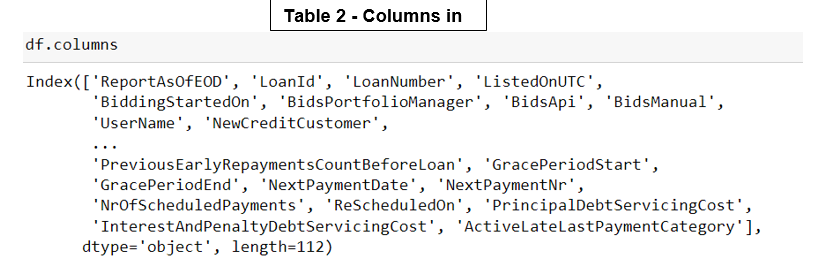 Table 2 - Columns in
df.columns
Index(['ReportAsOfEOD', 'LoanId', 'LoanNumber', 'ListedOnUTC',
'BiddingStartedOn', 'BidsPortfolioManager', 'BidsApi', 'BidsManual',
'UserName', 'NewCreditCustomer',
...
'PreviousEarlyRepaymentsCountBeforeLoan', 'GracePeriodStart',
'GracePeriodEnd', 'NextPaymentDate', 'NextPaymentNr',
'NrOfScheduledPayments', 'ReScheduledOn', 'PrincipalDebtServicingCost',
'InterestAndPenaltyDebtServicingCost', 'ActiveLateLastPaymentCategory'],
dtype='object', length=112)